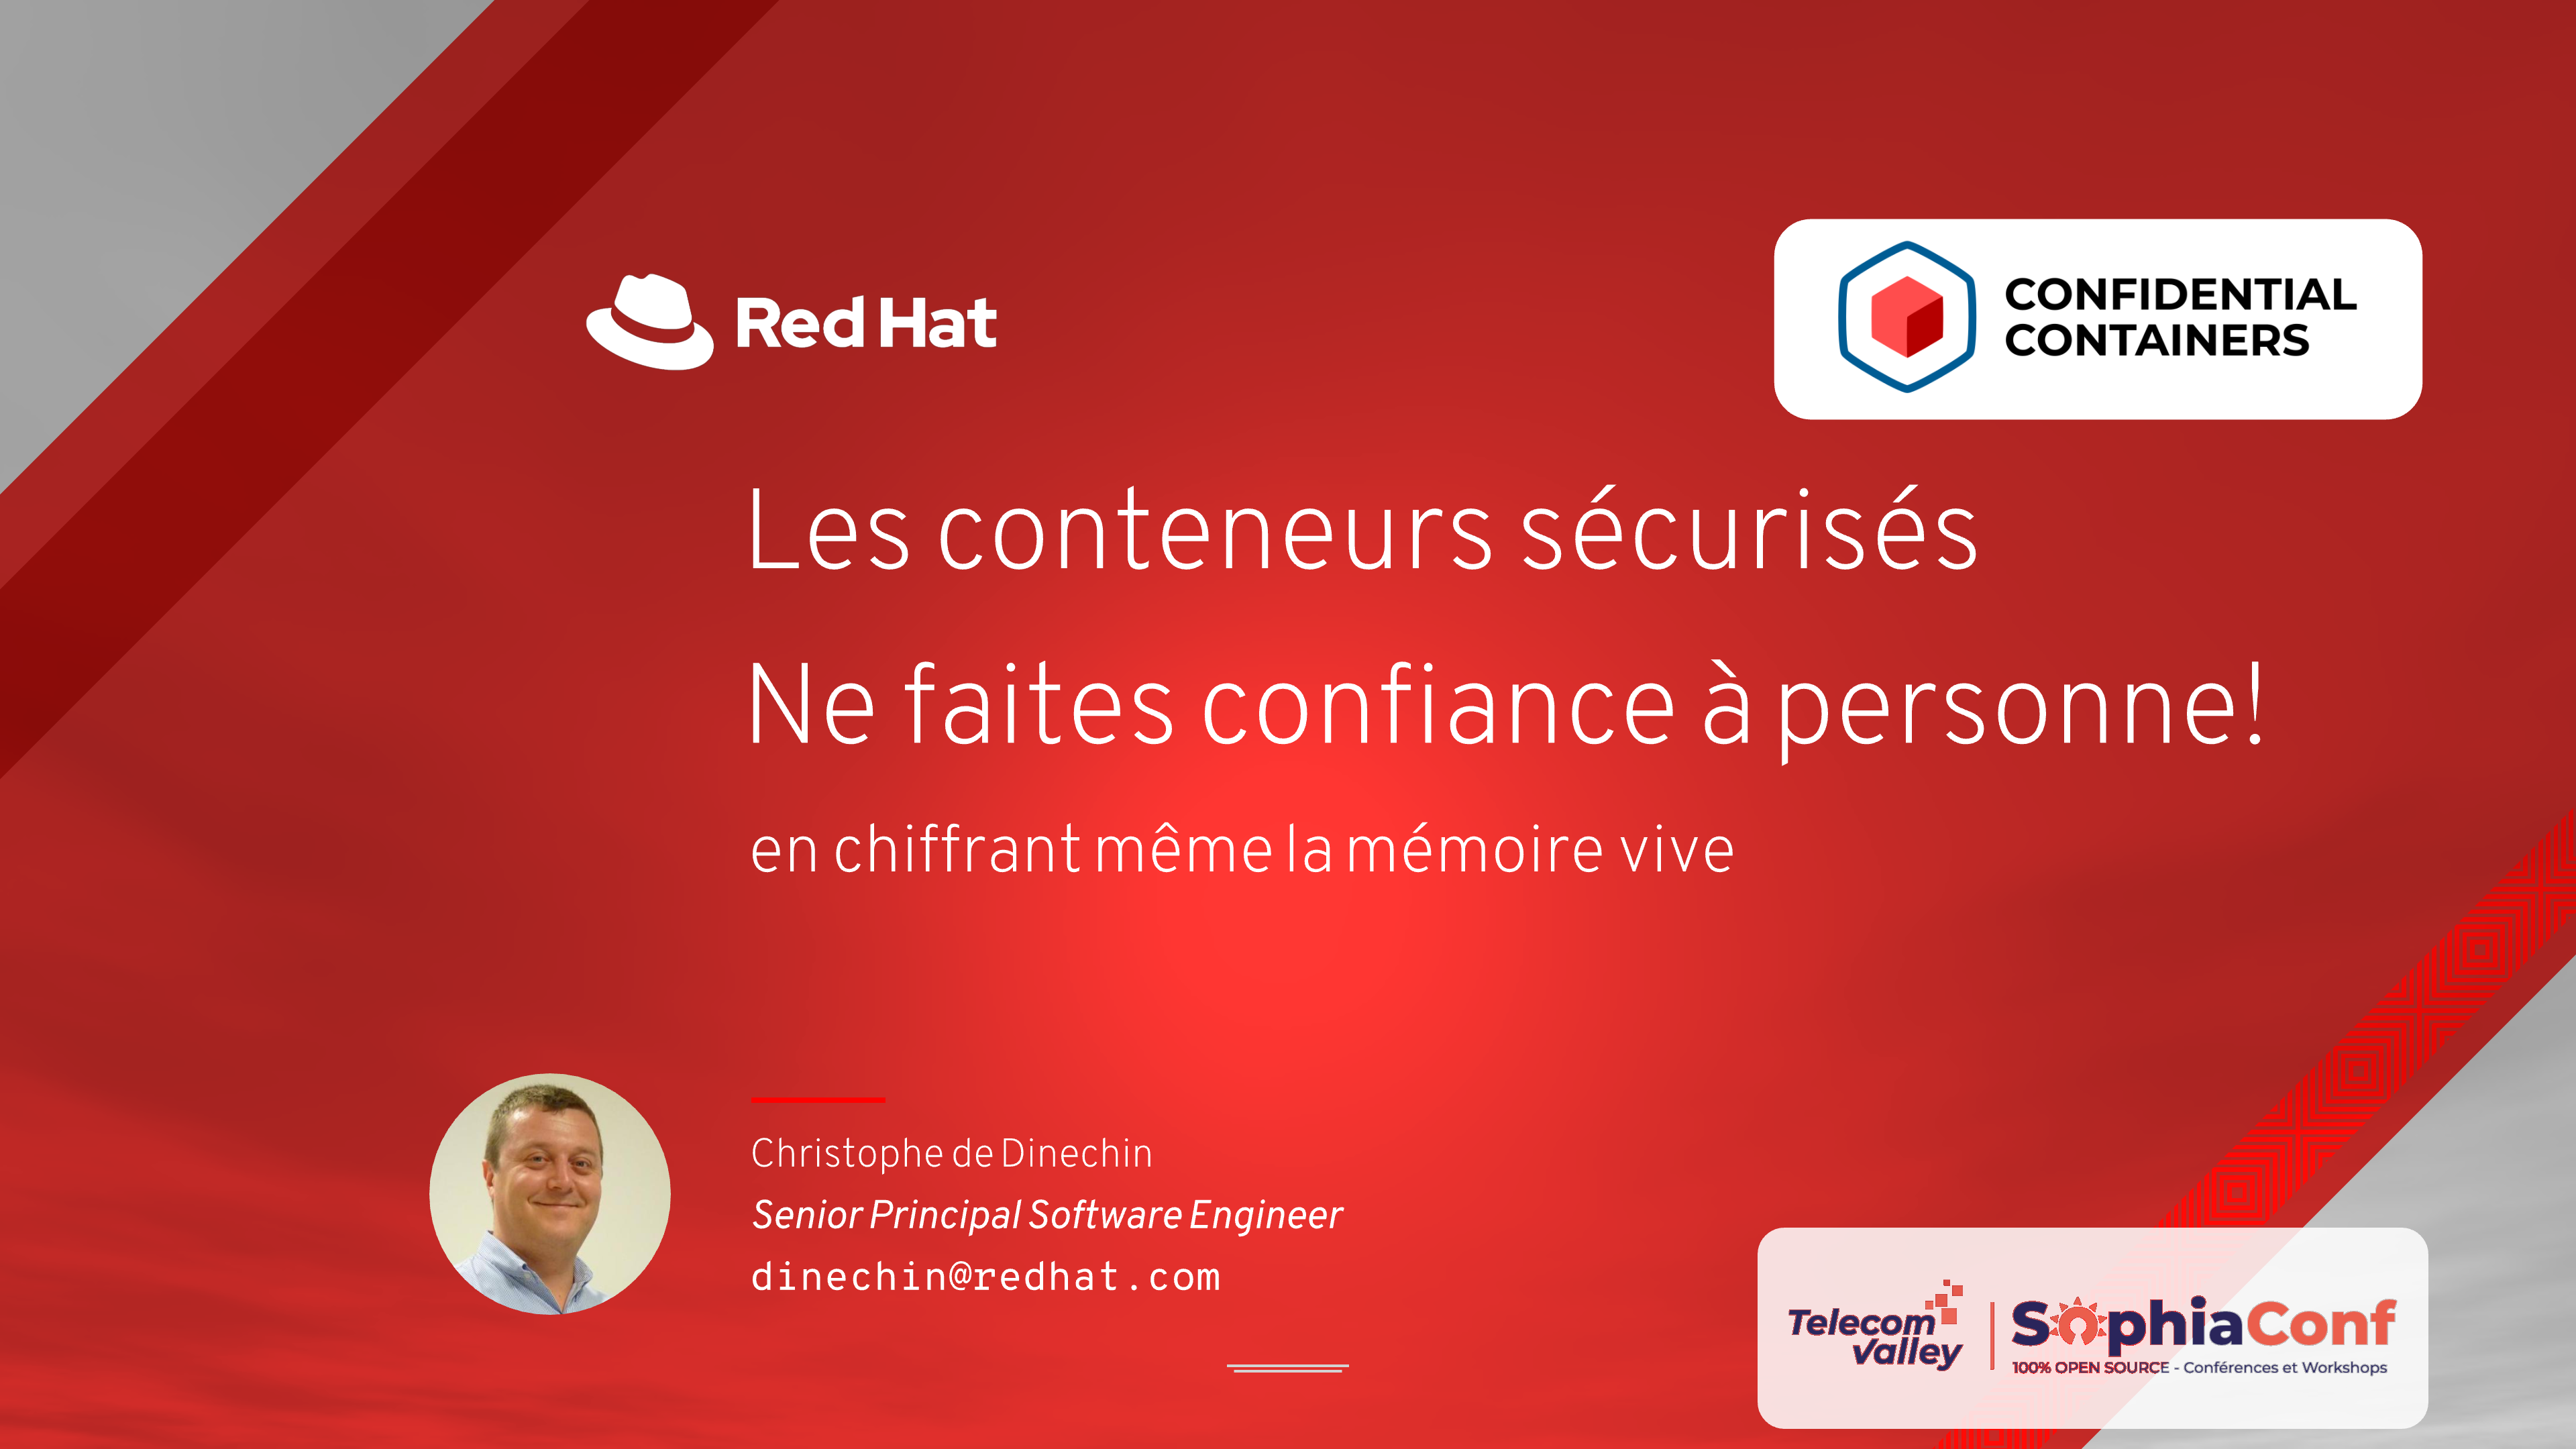 Red Hat
CONFIDENTIAL
CONTAINERS
Les conteneurs sécurisés
Ne faites confiance à personne!
en chiffrant même la mémoire vive
Christophe de Dinechin
Senior Principal Software Engineer
dinechin@redhat.com
Telecom
Valley
SophiaConf
100% OPEN SOURCE - Conférences et Workshops